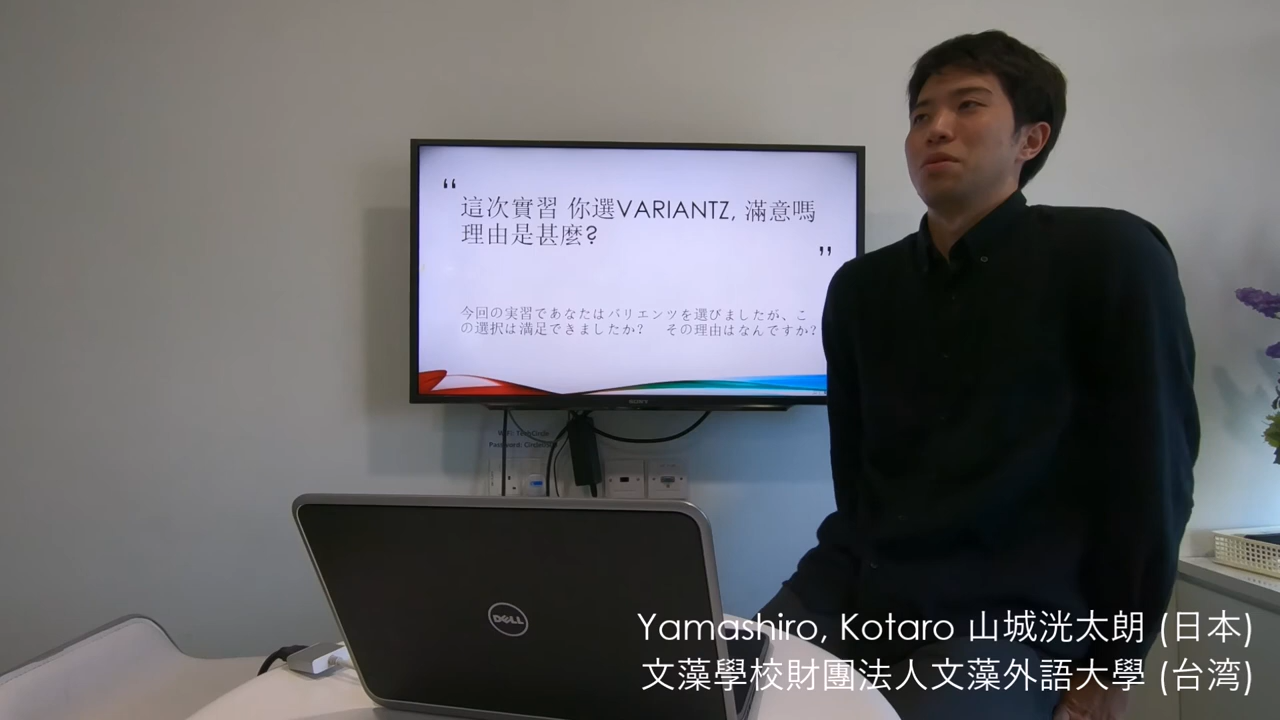 “
這次實習 你選VARIANTZ, 滿意嗎
理由是甚麼?
”
今回の実習であなたはバリエンツを選びましたが、こ
の選択は満足できましたか?　その理由はなんですか?
SONY
WiFi: TechCircle
DELL
Yamashiro, Kotaro 山城洸太朗 (日本)
文藻學校財團法人文藻外語大學 (台湾)